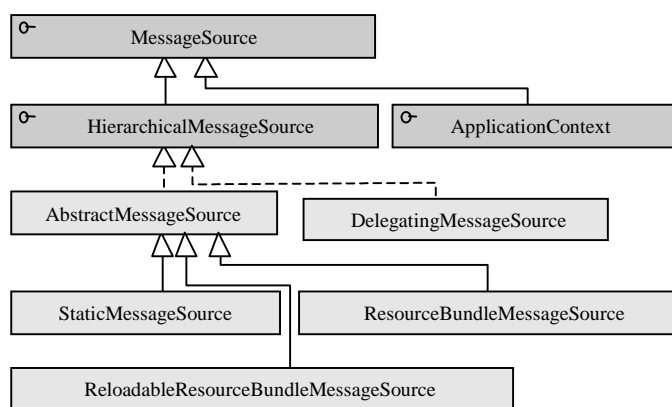 MessageSource
HierarchicalMessageSource
ApplicationContext
AbstractMessageSource
DelegatingMessageSource
StaticMessageSource
ResourceBundleMessageSource
ReloadableResourceBundleMessageSource